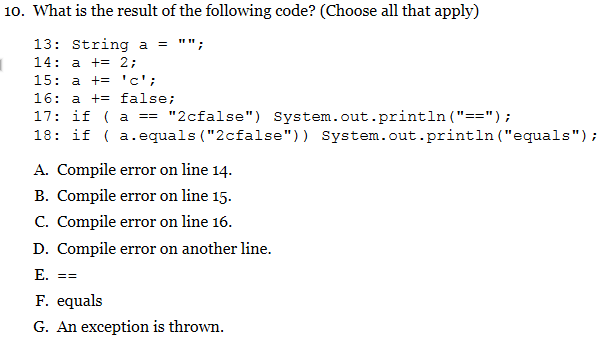 10. What is the result of the following code? (Choose all that apply)
13: String a = "";
14: a += 2;
15: a += 'c';
16: a += false;
17: if ( a == "2cfalse") System.out.println("==");
18: if ( a.equals("2cfalse")) System.out.println("equals");
A. Compile error on line 14.
B. Compile error on line 15.
C. Compile error on line 16.
D. Compile error on another line.
E. ==
F. equals
G. An exception is thrown.